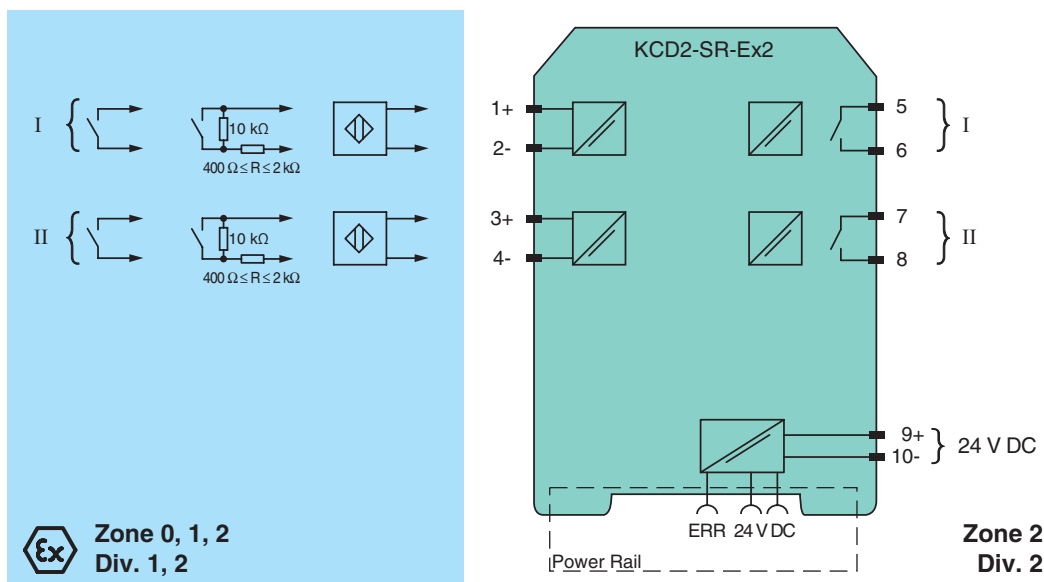 KCD2-SR-Ex2
I
10 kΩ
400 Ω ≤ R ≤ 2 kΩ
1+
2-
5
6
I
II
10 kΩ
400 Ω ≤ R ≤ 2 kΩ
3+
4-
7
8
II
9+
10-
24 V DC
ERR 24 V DC
Power Rail
Ex
Zone 0, 1, 2
Div. 1, 2
Zone 2
Div. 2